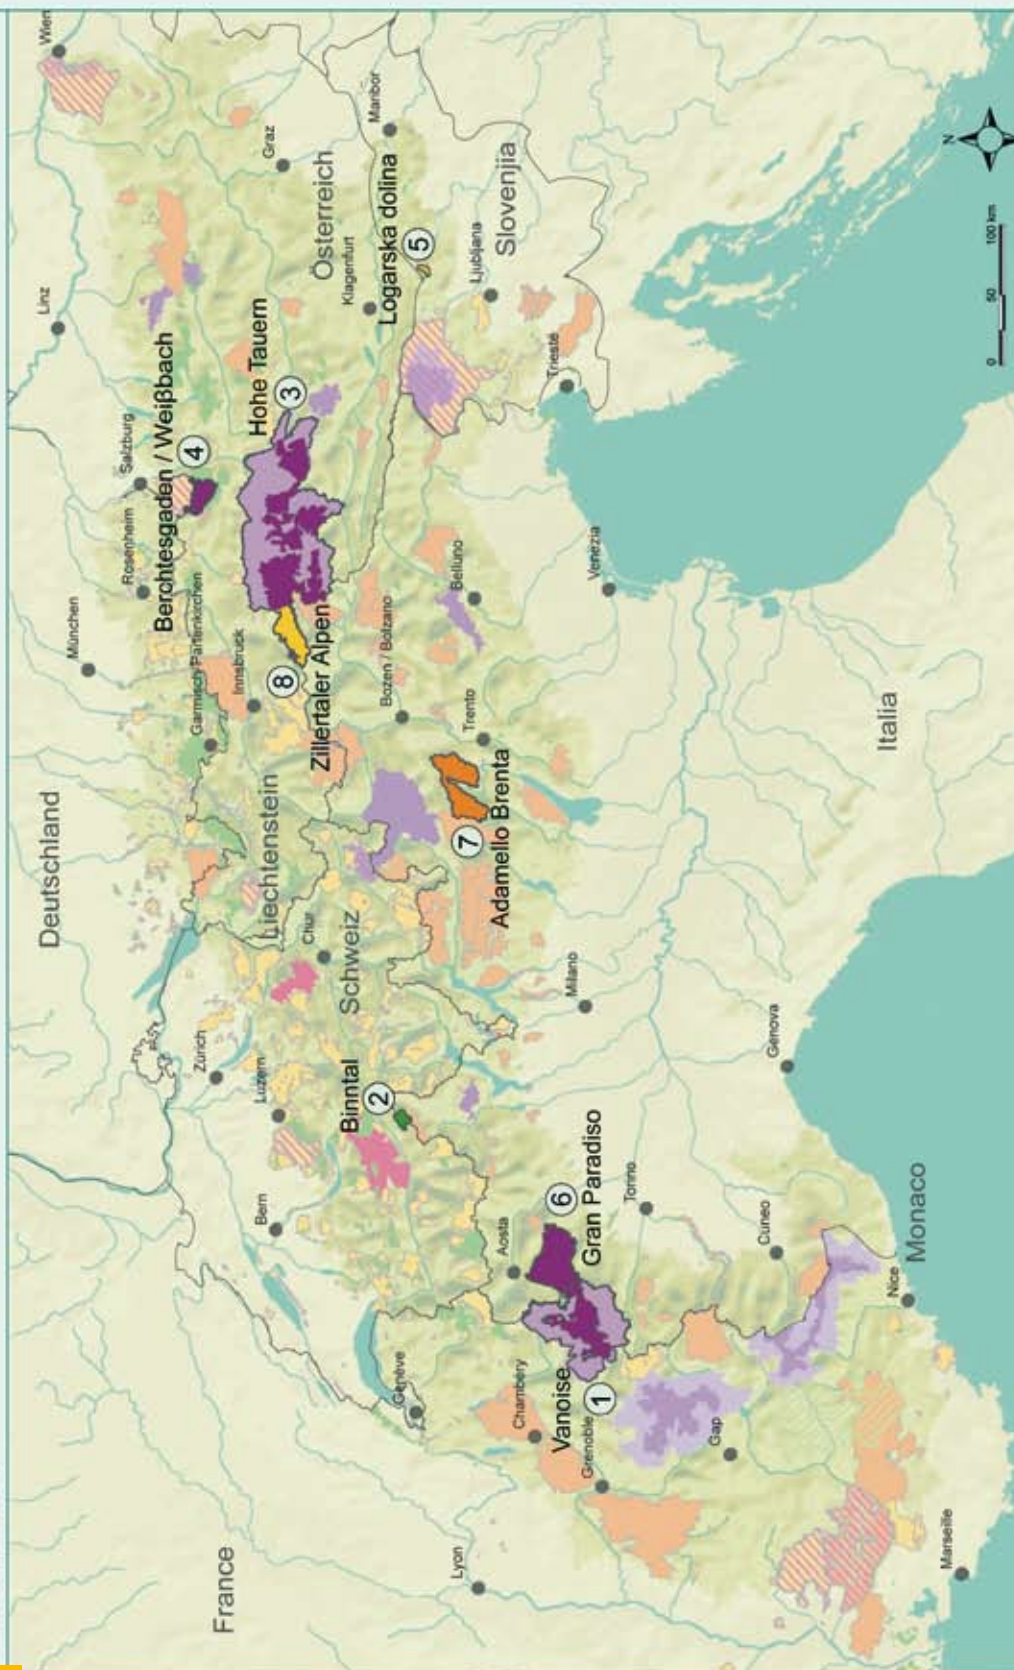 Wien
Linz
Deutschland
München
Salzburg
Rosenheim
Berchtesgaden / Weiβbach
4
Garmisch Partenkirchen
Zürich
France
Innsbruck
Hohe Tauern
3
Bern
Luzern
Graz
Liechtenstein
8
Chur
Zillertaler Alpen
Österreich
Binntal
2
Schweiz
Klagenfurt
Maribor
Bozen / Bolzano
Logarska dolina
5
Genève
Lyon
Belluno
Trento
7
Adamello Brenta
Ljubljana
Aosta
Slovenjia
Chambery
Trieste
Vanoise
1
6
Gran Paradiso
Milano
Grenoble
Venezia
Torino
Gap
Cuneo
Genova
Italia
Nice
Monaco
Marseille
N
0 50 100 km